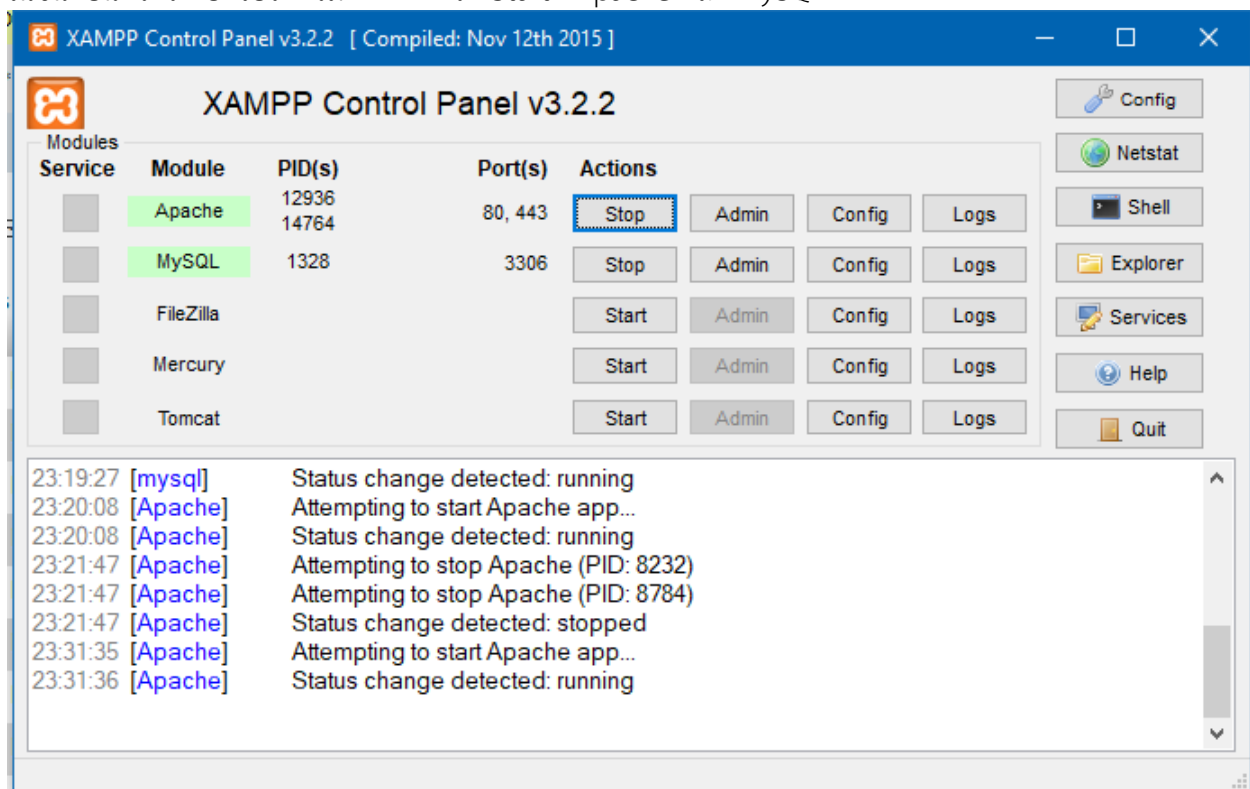 XAMPP Control Panel v3.2.2 [ Compiled: Nov 12th 2015 ]
XAMPP Control Panel v3.2.2
Config
Modules
Netstat
Service Module PID(s) Port(s) Actions
Apache 12936 14764 80, 443 Stop Admin Config Logs
Shell
MySQL 1328 3306 Stop Admin Config Logs
Explorer
FileZilla Start Admin Config Logs
Services
Mercury Start Admin Config Logs
Help
Tomcat Start Admin Config Logs
Quit
23:19:27 [mysql] Status change detected: running
23:20:08 [Apache] Attempting to start Apache app...
23:20:08 [Apache] Status change detected: running
23:21:47 [Apache] Attempting to stop Apache (PID: 8232)
23:21:47 [Apache] Attempting to stop Apache (PID: 8784)
23:21:47 [Apache] Status change detected: stopped
23:31:35 [Apache] Attempting to start Apache app...
23:31:36 [Apache] Status change detected: running